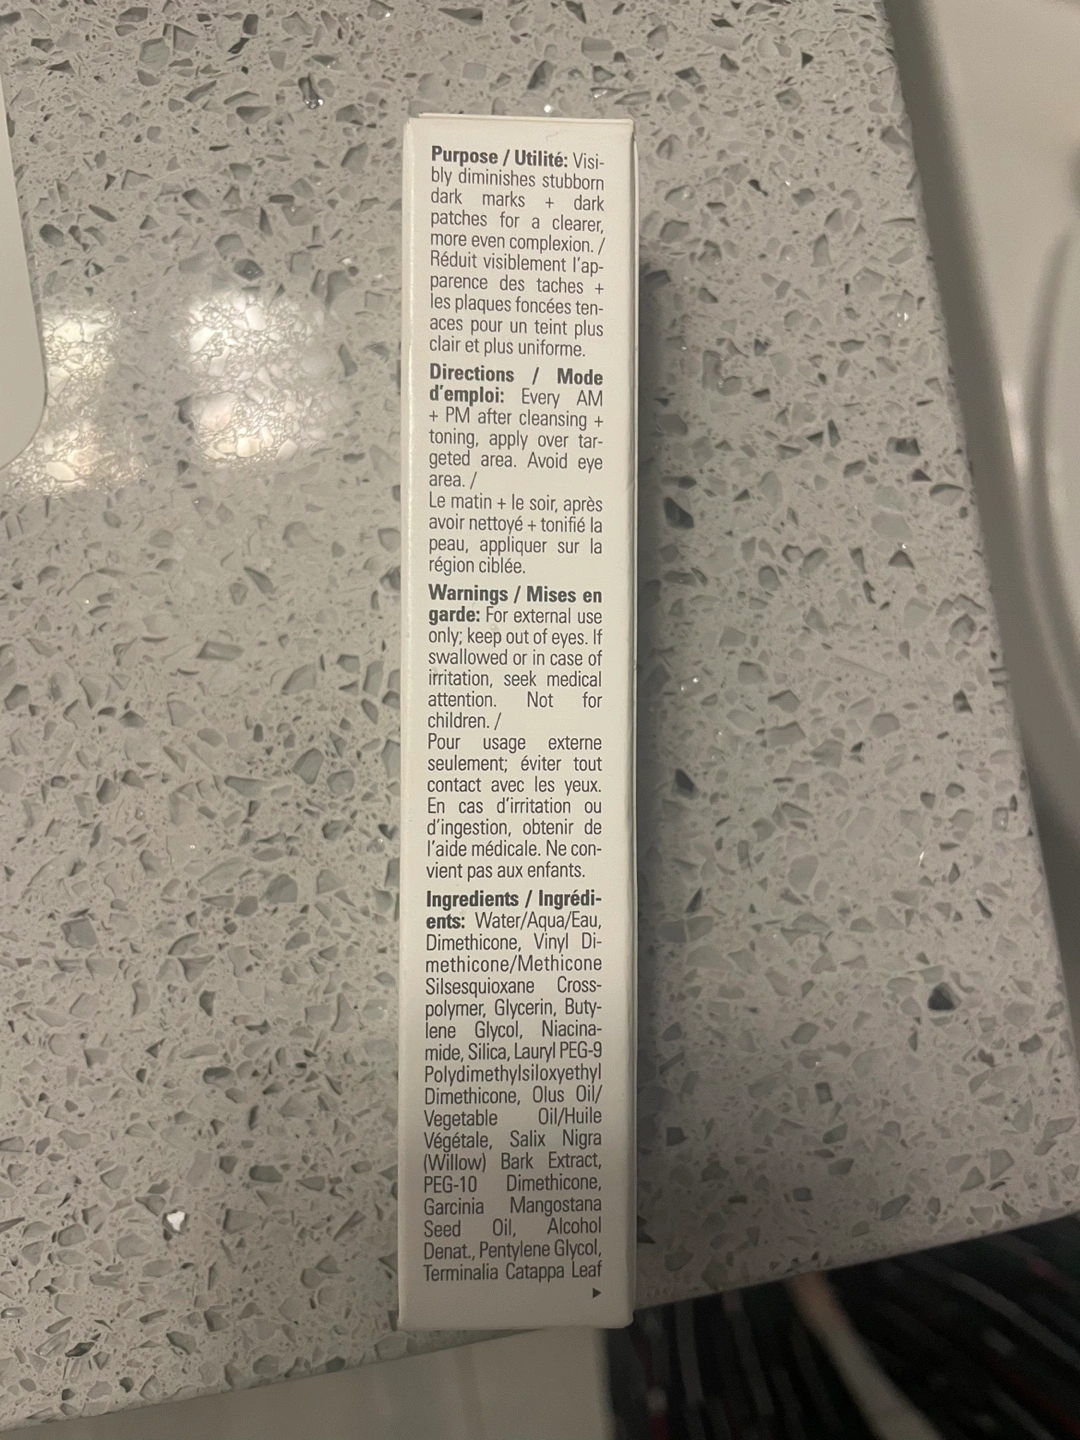 Purpose / Utilité: Visi-
bly diminishes stubborn
dark marks + dark
patches for a clearer,
more even complexion. /
Réduit visiblement l'ap-
parence des taches +
les plaques foncées ten-
aces pour un teint plus
clair et plus uniforme.
Directions / Mode
d'emploi: Every AM
+ PM after cleansing +
toning, apply over tar-
geted area. Avoid eye
area. /
Le matin + le soir, après
avoir nettoyé + tonifié la
peau, appliquer sur la
région ciblée.
Warnings / Mises en
garde: For external use
only; keep out of eyes. If
swallowed or in case of
irritation, seek medical
attention. Not for
children. /
Pour usage externe
seulement; éviter tout
contact avec les yeux.
En cas d'irritation ou
d'ingestion, obtenir de
l'aide médicale. Ne con-
vient pas aux enfants.
Ingredients / Ingrédi-
ents: Water/Aqua/Eau,
Dimethicone, Vinyl Di-
methicone/Methicone
Silsesquioxane Cross-
polymer, Glycerin, Buty-
lene Glycol, Niacina-
mide, Silica, Lauryl PEG-9
Polydimethylsiloxyethyl
Dimethicone, Olus Oil/
Vegetable Oil/Huile
Végétale, Salix Nigra
(Willow) Bark Extract,
PEG-10 Dimethicone,
Garcinia Mangostana
Seed Oil, Alcohol
Denat., Pentylene Glycol,
Terminalia Catappa Leaf